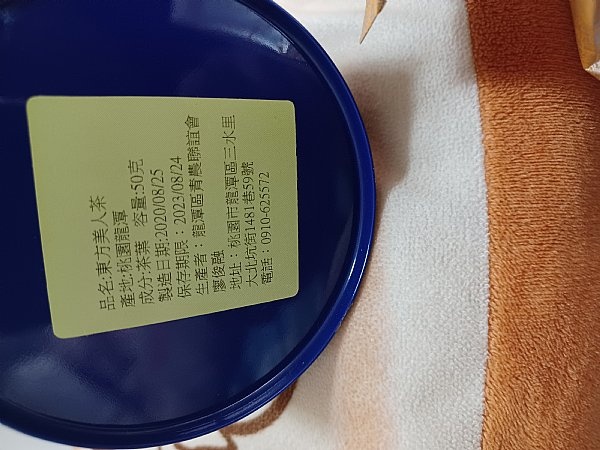 品名:東方美人茶
產地:桃園龍潭
成分:茶葉 容量:50克
製造日期:2020/08/25
保存期限：2023/08/24
生產者：龍潭區青農聯誼會
廖俊融
地址：桃園市龍潭區三水里
大北坑街1481巷59號
電話：0910-625572